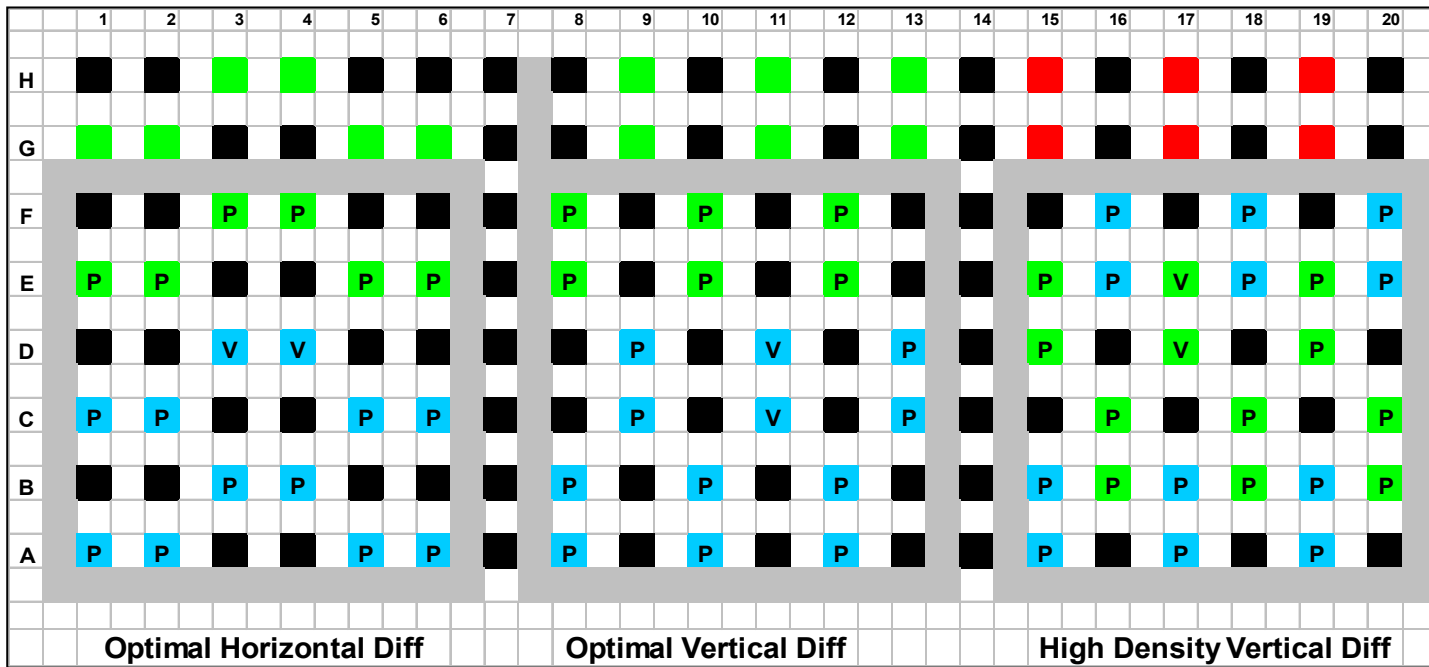 1 2 3 4 5 6 7 8 9 10 11 12 13 14 15 16 17 18 19 20
H
G
F P P P P P P P P
E P P P P P P P P P V P P P
D V V P V P P V P
C P P P P P V P P P P
B P P P P P P P P P P P
A P P P P P P P P P P
Optimal Horizontal Diff Optimal Vertical Diff High Density Vertical Diff